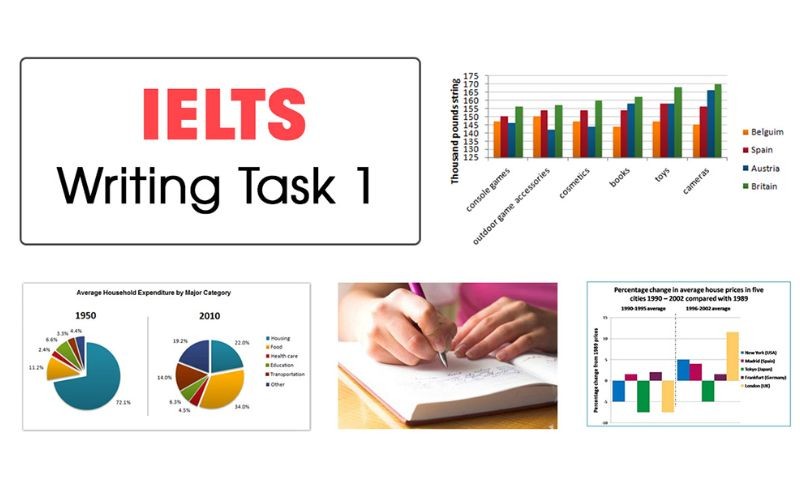 IELTS
Writing Task 1
Thousand pounds string
175
170
165
160
155
150
145
140
135
130
125
console games
outdoor game accessories
cosmetics
books
toys
cameras
Belguim
Spain
Austria
Britain
Average Household Expenditure by Major Category
1950
2010
3.3%
4.4%
6.6%
2.4%
11.2%
72.1%
19.2%
22.0%
14.0%
6.3%
4.5%
34.0%
Housing
Food
Health care
Education
Transportation
Other
Percentage change in average house prices in five
cities 1990 – 2002 compared with 1989
1990-1995 average
1996-2002 average
Percentage change from 1989 prices
15
10
5
0
-5
-10
New York (USA)
Madrid (Spain)
Tokyo (Japan)
Frankfurt (Germany)
London (UK)